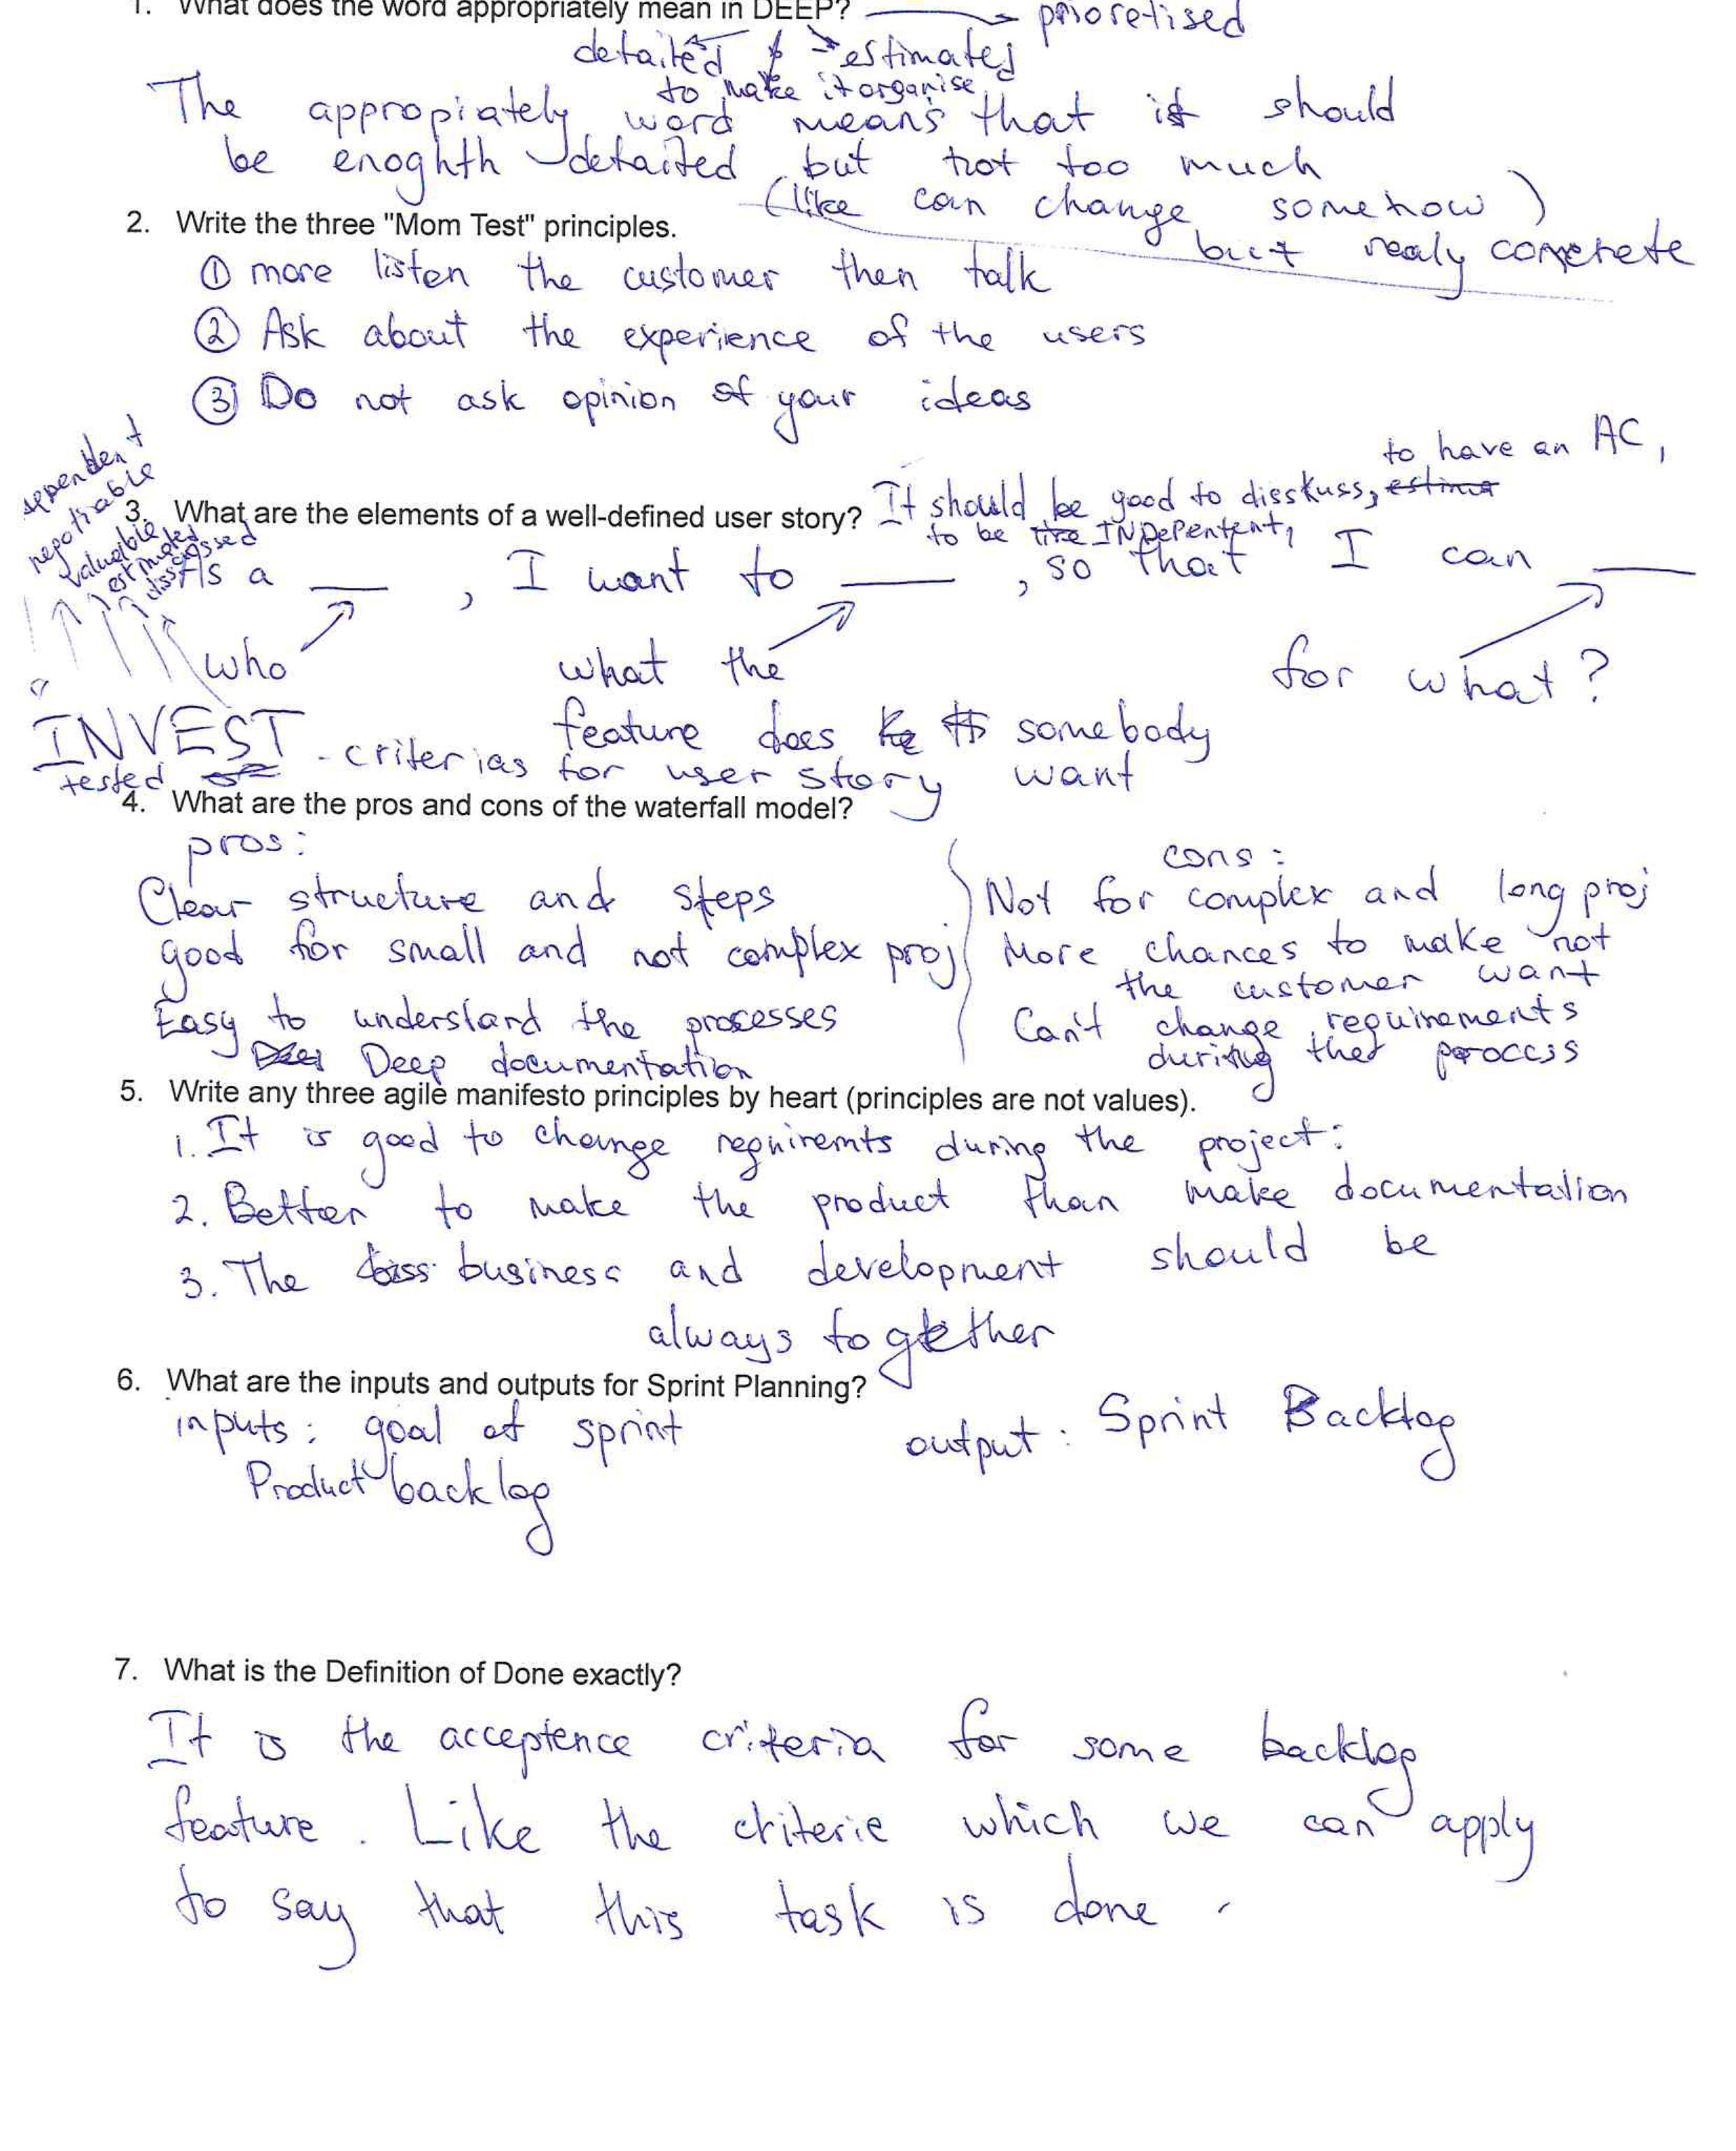 1. What does the word appropriately mean in DEEP? prioretised
detailed estimated
to make it organise
The appropiately word means that it should
be enoghth detailed, but not too much
(like can change somehow)
but realy concrete
2. Write the three "Mom Test" principles.
① more listen the customer then talk
② Ask about the experience of the users
③ Do not ask opinion of your ideas
to have an AC,
3. What are the elements of a well-defined user story? It should be good to disskuss,
to be INDePentent,
dependent
negotiable
valuable
estimated
As a ___, I want to ___, so that I can ___
who what the for what?
feature does somebody
want
INVEST - criterias for user story
tested
4. What are the pros and cons of the waterfall model?
pros:
Clear structure and steps
good for small and not complex proj
Easy to understand the processes
Deep documentation
cons:
Not for complex and long proj
More chances to make not
the customer want
Can't change requirements
during the process
5. Write any three agile manifesto principles by heart (principles are not values).
1. It is good to change requiremts during the project.
2. Better to make the product than make documentation
3. The business and development should be
always together
6. What are the inputs and outputs for Sprint Planning?
inputs: goal of sprint output: Sprint Backlog
Product backlog
7. What is the Definition of Done exactly?
It is the acceptence criteria for some backlog
feature. Like the criterie which we can apply
to say that this task is done.